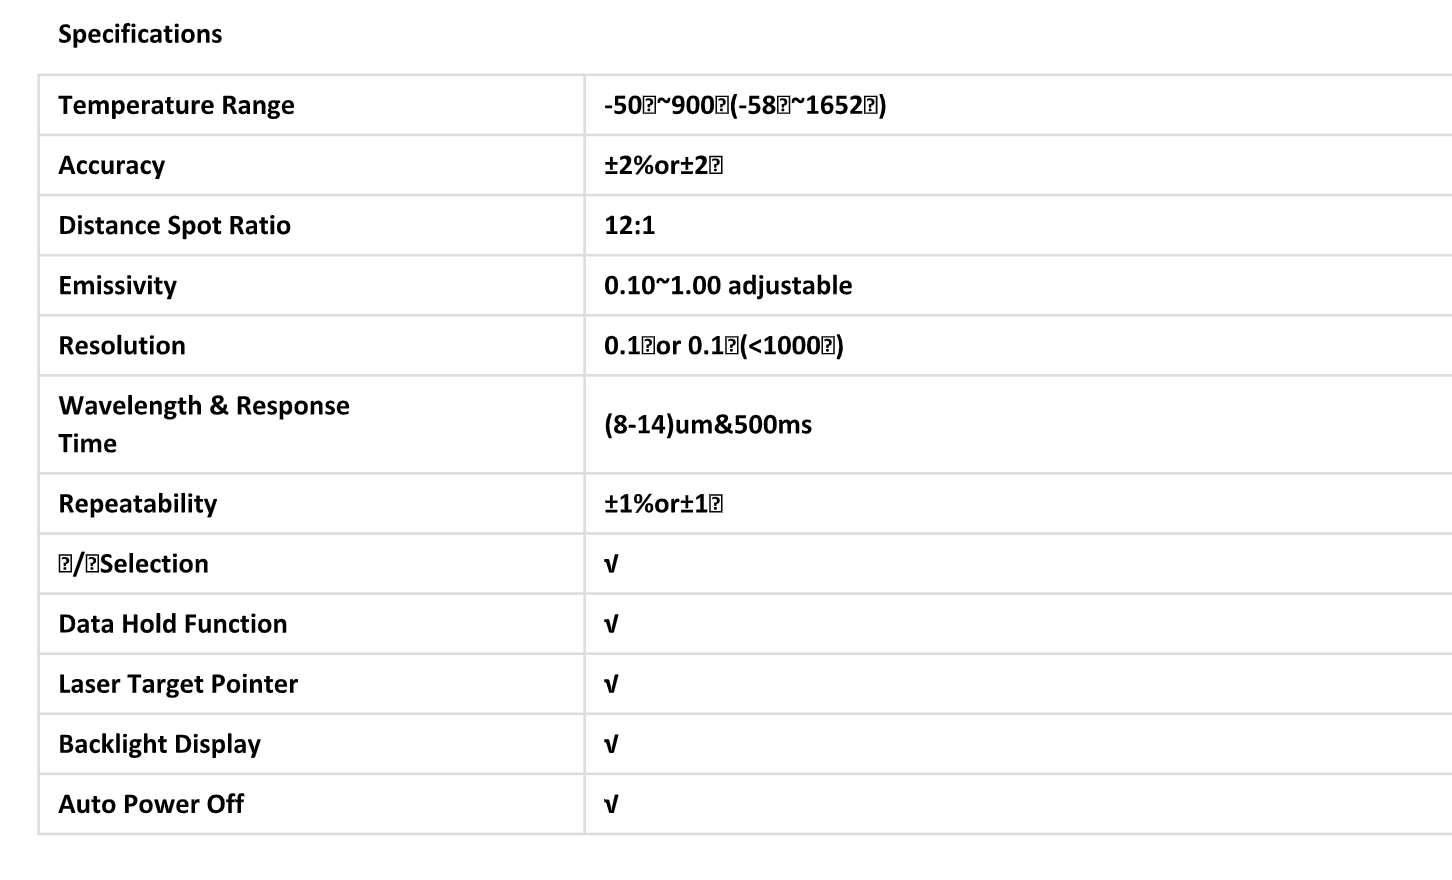 Specifications
Temperature Range
-50⍰~900⍰(-58⍰~1652⍰)
Accuracy
±2%or±2⍰
Distance Spot Ratio
12:1
Emissivity
0.10~1.00 adjustable
Resolution
0.1⍰or 0.1⍰(<1000⍰)
Wavelength & Response
Time
(8-14)um&500ms
Repeatability
±1%or±1⍰
⍰/⍰Selection
√
Data Hold Function
√
Laser Target Pointer
√
Backlight Display
√
Auto Power Off
√